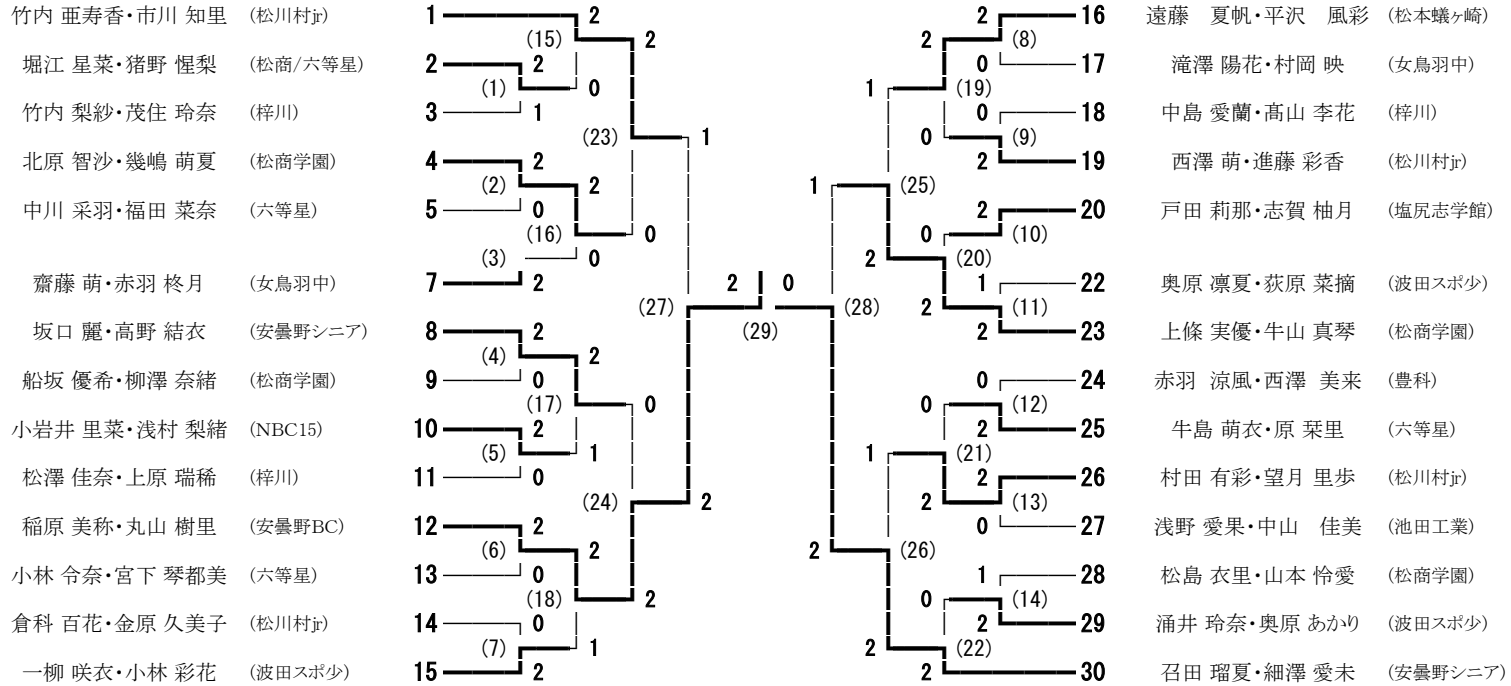 竹内 亜寿香・市川 知里 (松川村jr) 1 2
2 16 遠藤 夏帆・平沢 風彩 (松本蟻ヶ崎)
(15) 2
2 (8)
堀江 星菜・猪野 惺梨 (松商/六等星) 2 2
0 17 滝澤 陽花・村岡 映 (女鳥羽中)
(1) 0
1 (19)
竹内 梨紗・茂住 玲奈 (梓川) 3 1
0 18 中島 愛蘭・髙山 李花 (梓川)
(23) 1
0 (9)
北原 智沙・幾嶋 萌夏 (松商学園) 4 2
2 19 西澤 萌・進藤 彩香 (松川村jr)
(2) 2
1 (25)
中川 采羽・福田 菜奈 (六等星) 5 0
2 20 戸田 莉那・志賀 柚月 (塩尻志学館)
(16) 0
0 (10)
(3) 0
2 (20)
齋藤 萌・赤羽 柊月 (女鳥羽中) 7 2
2 0
1 22 奥原 凛夏・荻原 菜摘 (波田スポ少)
(27)
(28)
2 (11)
坂口 麗・高野 結衣 (安曇野シニア) 8 2
(29)
2 23 上條 実優・牛山 真琴 (松商学園)
(4) 2
船坂 優希・柳澤 奈緒 (松商学園) 9 0
0 24 赤羽 涼風・西澤 美来 (豊科)
(17) 0
0 (12)
小岩井 里菜・浅村 梨緒 (NBC15) 10 2
2 25 牛島 萌衣・原 栞里 (六等星)
(5) 1
1 (21)
松澤 佳奈・上原 瑞稀 (梓川) 11 0
2 26 村田 有彩・望月 里歩 (松川村jr)
(24) 2
2 (13)
稲原 美称・丸山 樹里 (安曇野BC) 12 2
0 27 浅野 愛果・中山 佳美 (池田工業)
(6) 2
2 (26)
小林 令奈・宮下 琴都美 (六等星) 13 0
1 28 松島 衣里・山本 怜愛 (松商学園)
(18) 2
0 (14)
倉科 百花・金原 久美子 (松川村jr) 14 0
2 29 涌井 玲奈・奥原 あかり (波田スポ少)
(7) 1
2 (22)
一柳 咲衣・小林 彩花 (波田スポ少) 15 2
2 30 召田 瑠夏・細澤 愛未 (安曇野シニア)